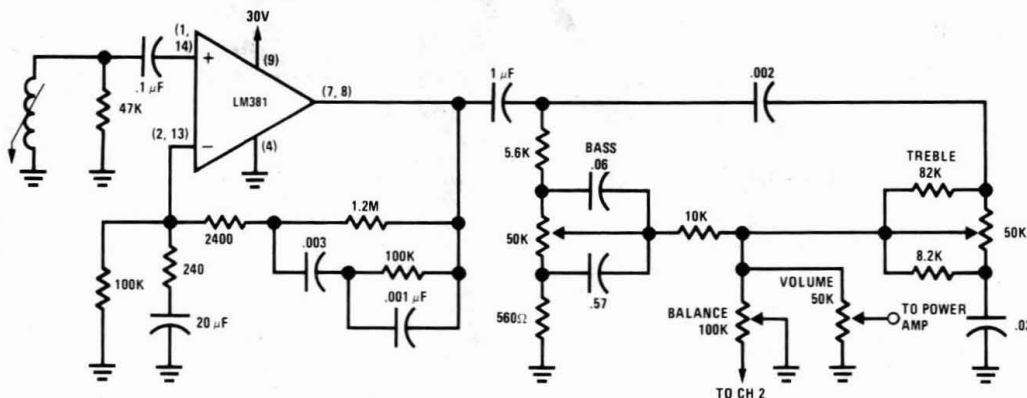 30V
(1,
14)
+
(9)
.1 µF
47K
LM381
(7, 8)
(2, 13)
−
(4)
1 µF
.002
5.6K
BASS
.06
TREBLE
82K
1.2M
2400
.003
100K
50K
10K
50K
100K
240
.001 µF
.57
8.2K
20 µF
560Ω
BALANCE
100K
VOLUME
50K
TO POWER
AMP
TO CH 2